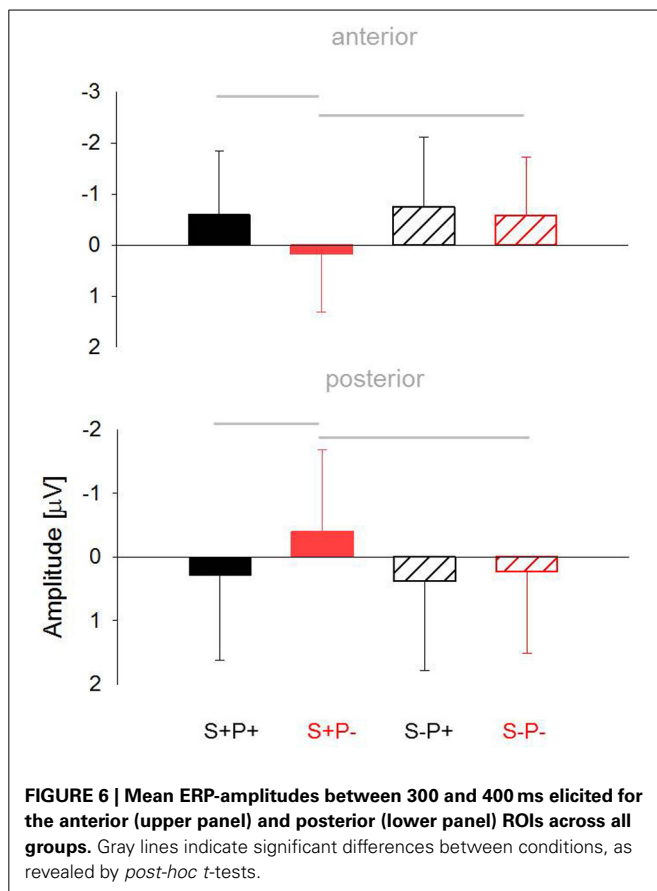 anterior
-3
-2
-1
0
1
2
posterior
-2
-1
0
1
2
Amplitude [µV]
S+P+ S+P- S-P+ S-P-
FIGURE 6 | Mean ERP-amplitudes between 300 and 400 ms elicited for
the anterior (upper panel) and posterior (lower panel) ROIs across all
groups. Gray lines indicate significant differences between conditions, as
revealed by post-hoc t-tests.